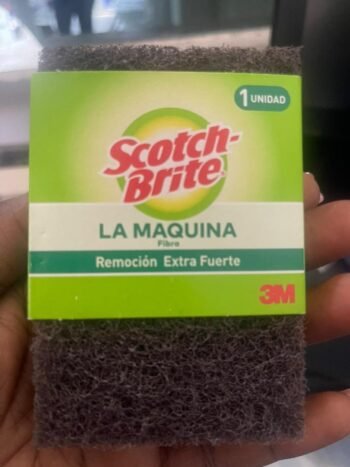 1 UNIDAD
Scotch-
Brite
LA MAQUINA
Fibra
Remoción Extra Fuerte
3M